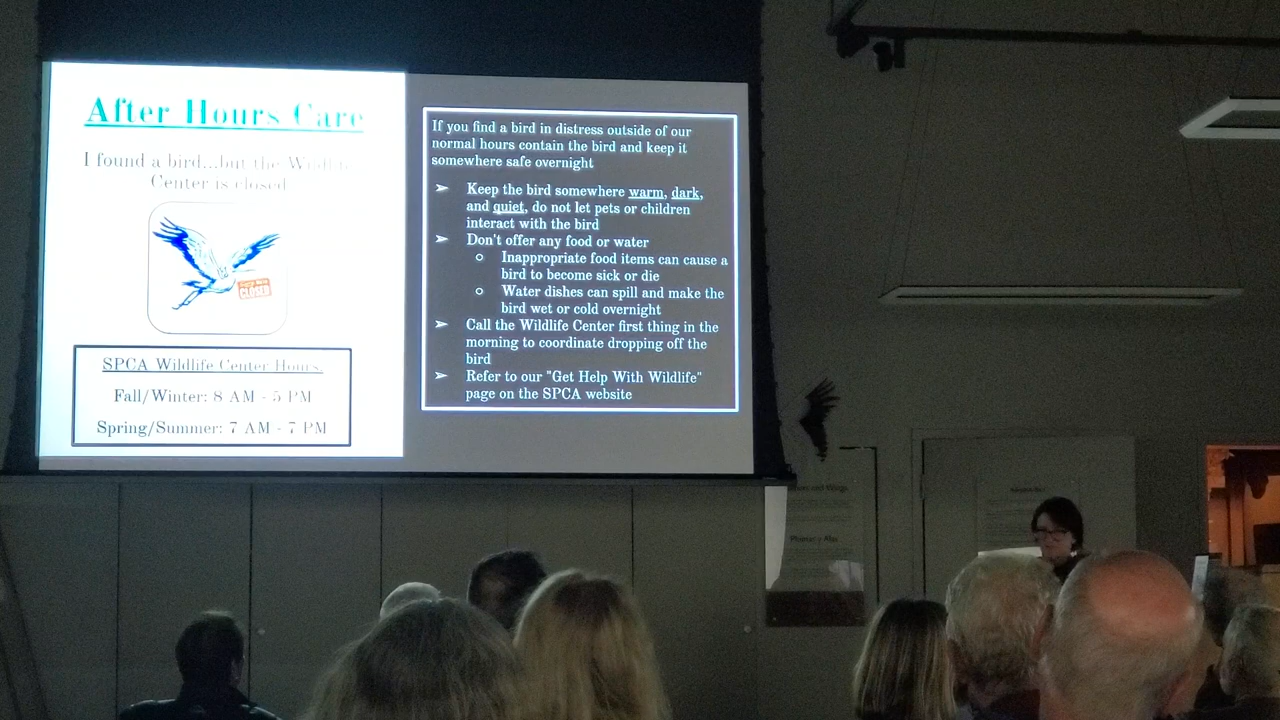 After Hours Care
I found a bird...but the Wildlife
Center is closed
CLOSED
SPCA Wildlife Center Hours:
Fall/Winter: 8 AM - 5 PM
Spring/Summer: 7 AM - 7 PM
If you find a bird in distress outside of our
normal hours contain the bird and keep it
somewhere safe overnight
➤ Keep the bird somewhere warm, dark,
and quiet, do not let pets or children
interact with the bird
➤ Don't offer any food or water
○ Inappropriate food items can cause a
bird to become sick or die
○ Water dishes can spill and make the
bird wet or cold overnight
➤ Call the Wildlife Center first thing in the
morning to coordinate dropping off the
bird
➤ Refer to our "Get Help With Wildlife"
page on the SPCA website
and Wings
Alas